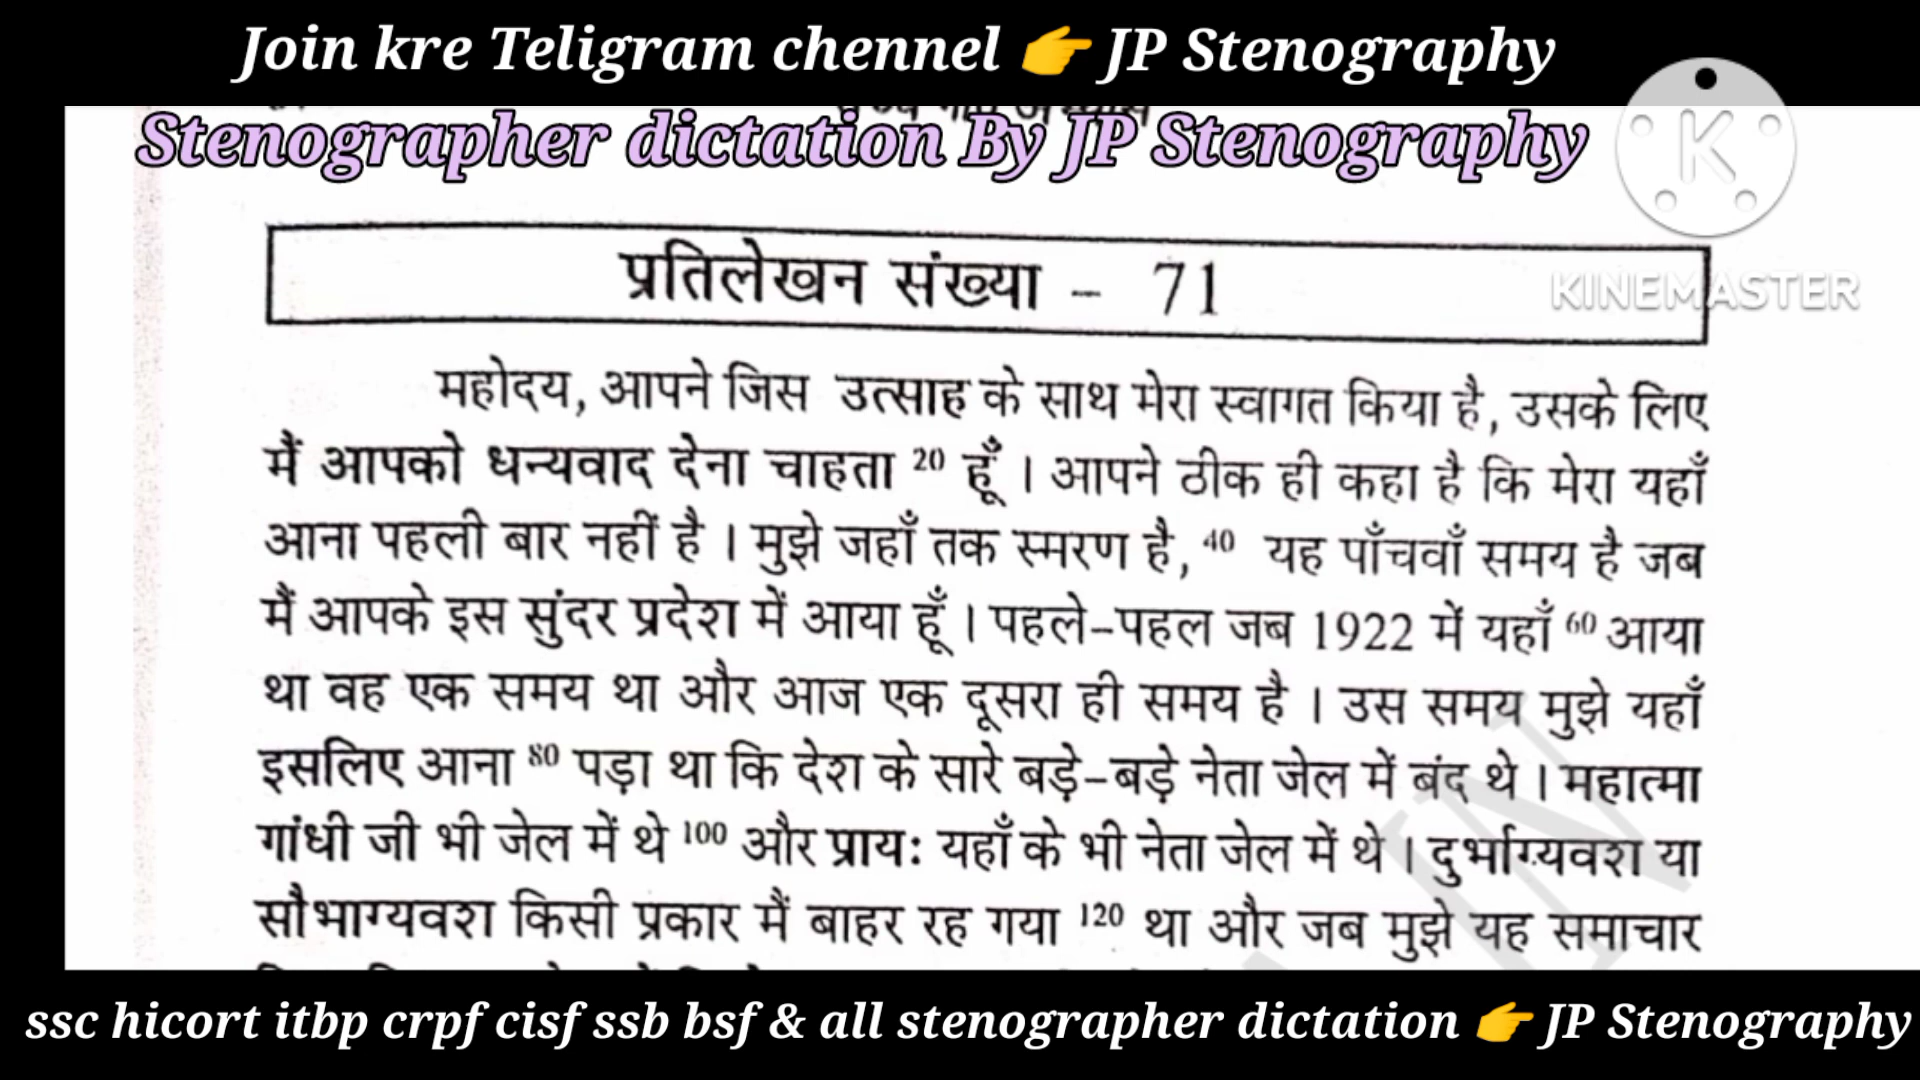 Join kre Teligram chennel 👉 JP Stenography
Stenographer dictation By JP Stenography
K
KINEMASTER
प्रतिलेखन संख्या - 71
महोदय, आपने जिस उत्साह के साथ मेरा स्वागत किया है, उसके लिए
मैं आपको धन्यवाद देना चाहता 20 हूँ । आपने ठीक ही कहा है कि मेरा यहाँ
आना पहली बार नहीं है । मुझे जहाँ तक स्मरण है, 40 यह पाँचवाँ समय है जब
मैं आपके इस सुंदर प्रदेश में आया हूँ । पहले-पहल जब 1922 में यहाँ 60 आया
था वह एक समय था और आज एक दूसरा ही समय है । उस समय मुझे यहाँ
इसलिए आना 80 पड़ा था कि देश के सारे बड़े-बड़े नेता जेल में बंद थे । महात्मा
गांधी जी भी जेल में थे 100 और प्रायः यहाँ के भी नेता जेल में थे । दुर्भाग्यवश या
सौभाग्यवश किसी प्रकार मैं बाहर रह गया 120 था और जब मुझे यह समाचार
ssc hicort itbp crpf cisf ssb bsf & all stenographer dictation 👉 JP Stenography